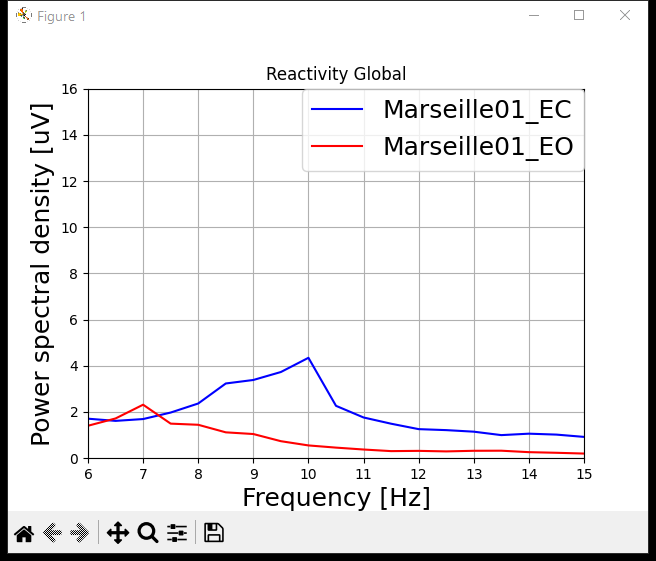 Figure 1
Reactivity Global
Marseille01_EC
Marseille01_EO
Power spectral density [uV]
16
14
12
10
8
6
4
2
0
6 7 8 9 10 11 12 13 14 15
Frequency [Hz]